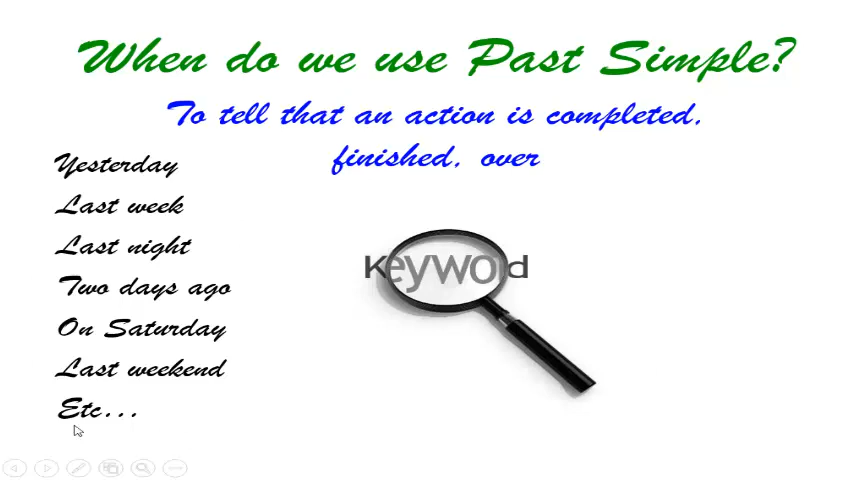 When do we use Past Simple?
To tell that an action is completed,
finished, over
Yesterday
Last week
Last night
Two days ago
On Saturday
Last weekend
Etc...
Keyword